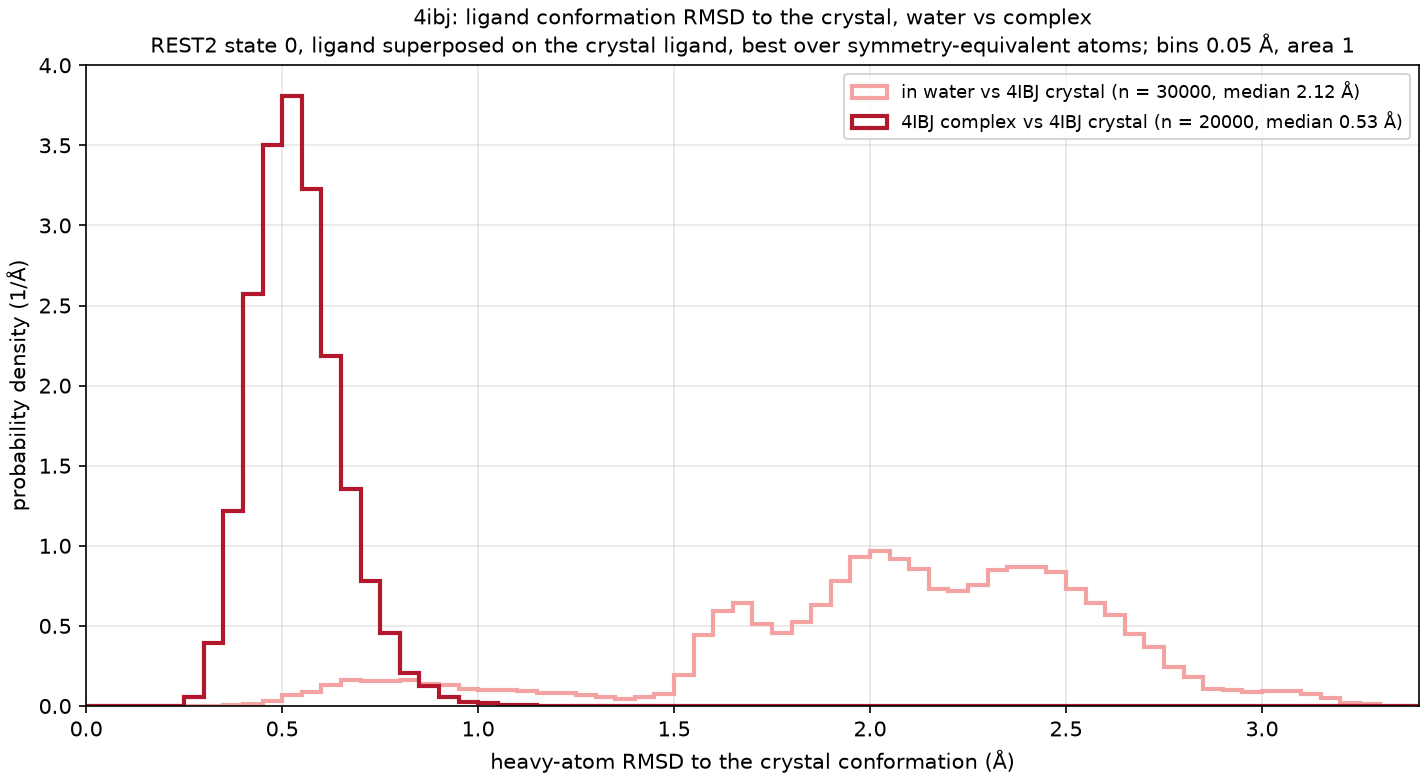 4ibj: ligand conformation RMSD to the crystal, water vs complex
REST2 state 0, ligand superposed on the crystal ligand, best over symmetry-equivalent atoms; bins 0.05 Å, area 1
in water vs 4IBJ crystal (n = 30000, median 2.12 Å)
4IBJ complex vs 4IBJ crystal (n = 20000, median 0.53 Å)
probability density (1/Å)
4.0
3.5
3.0
2.5
2.0
1.5
1.0
0.5
0.0
0.0 0.5 1.0 1.5 2.0 2.5 3.0
heavy-atom RMSD to the crystal conformation (Å)